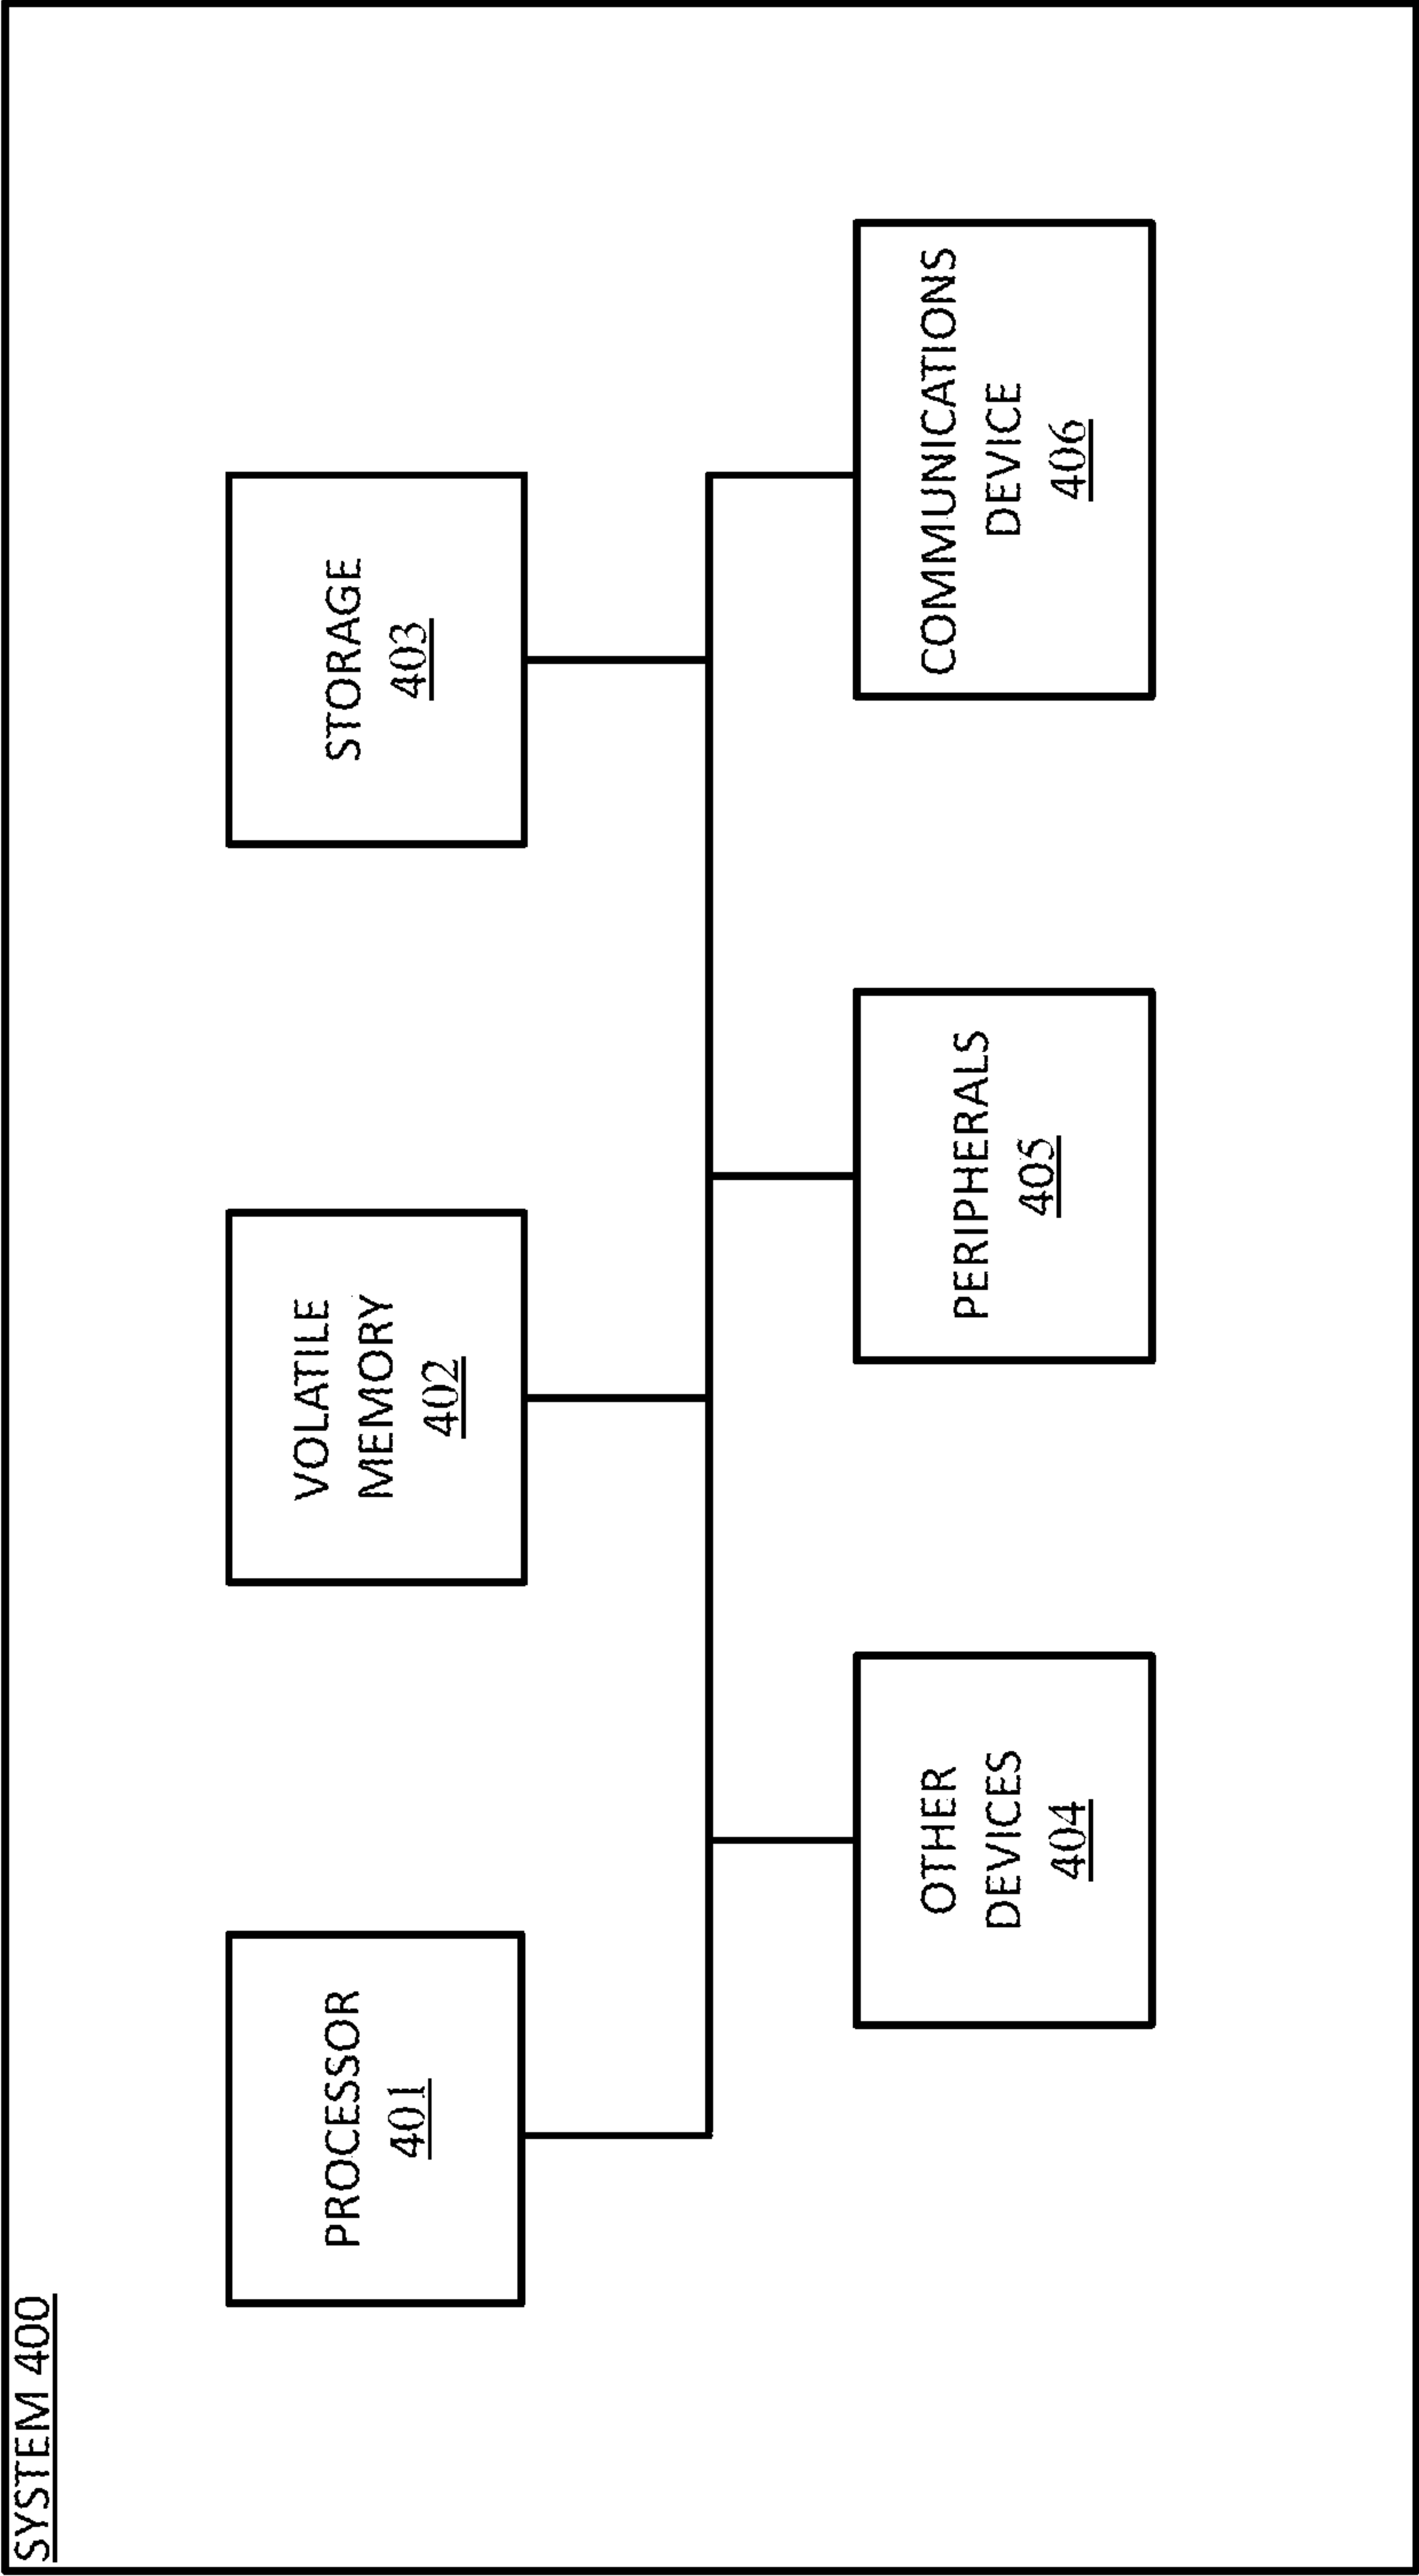 SYSTEM 400
PROCESSOR
401
VOLATILE
MEMORY
402
STORAGE
403
OTHER
DEVICES
404
PERIPHERALS
405
COMMUNICATIONS
DEVICE
406